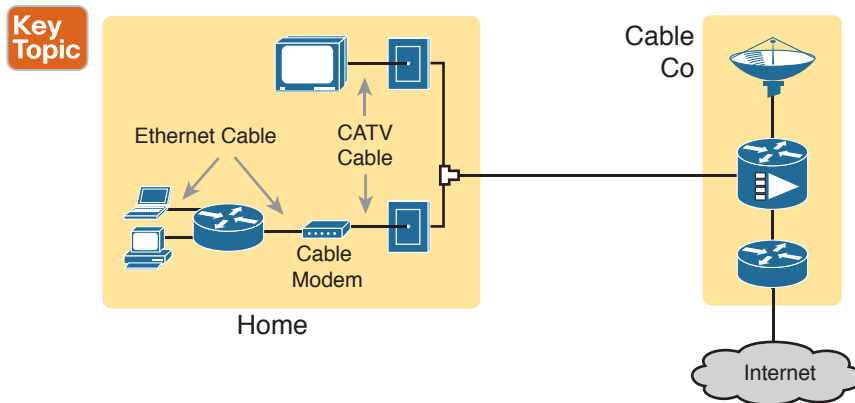 Key
Topic
Cable
Co
Ethernet Cable
CATV
Cable
Cable
Modem
Home
Internet